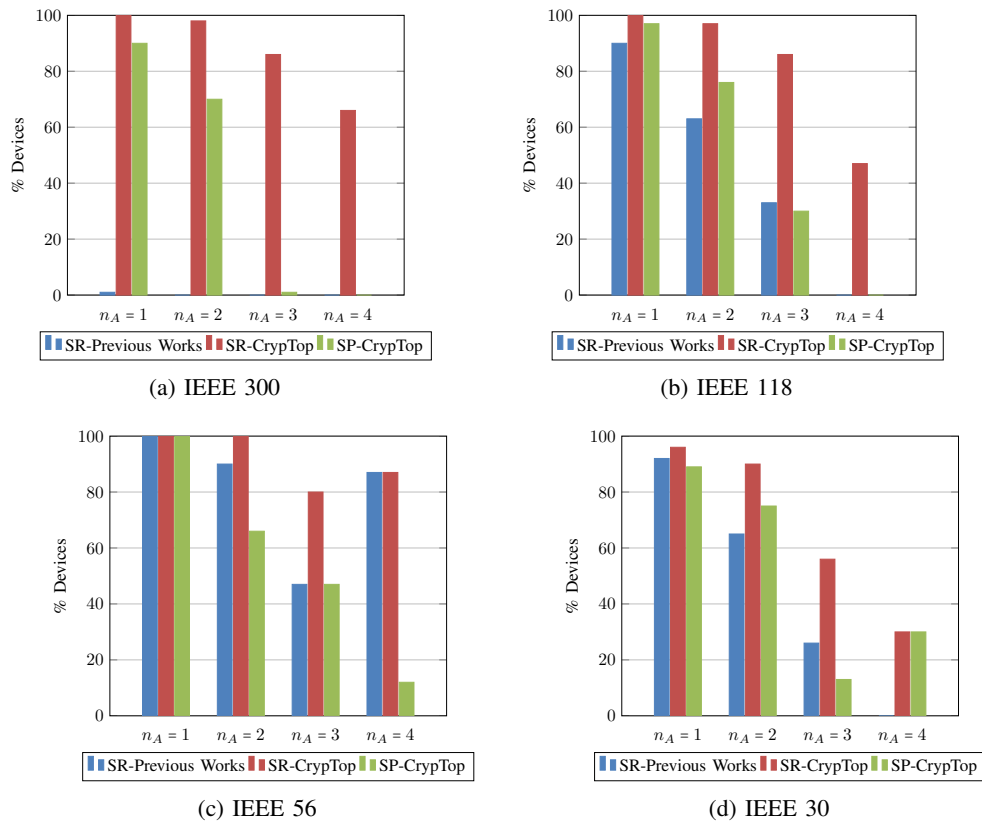 100
80
60
40
20
0
% Devices
n_A = 1 n_A = 2 n_A = 3 n_A = 4
SR-Previous Works SR-CrypTop SP-CrypTop
(a) IEEE 300
100
80
60
40
20
0
% Devices
n_A = 1 n_A = 2 n_A = 3 n_A = 4
SR-Previous Works SR-CrypTop SP-CrypTop
(b) IEEE 118
100
80
60
40
20
0
% Devices
n_A = 1 n_A = 2 n_A = 3 n_A = 4
SR-Previous Works SR-CrypTop SP-CrypTop
(c) IEEE 56
100
80
60
40
20
0
% Devices
n_A = 1 n_A = 2 n_A = 3 n_A = 4
SR-Previous Works SR-CrypTop SP-CrypTop
(d) IEEE 30